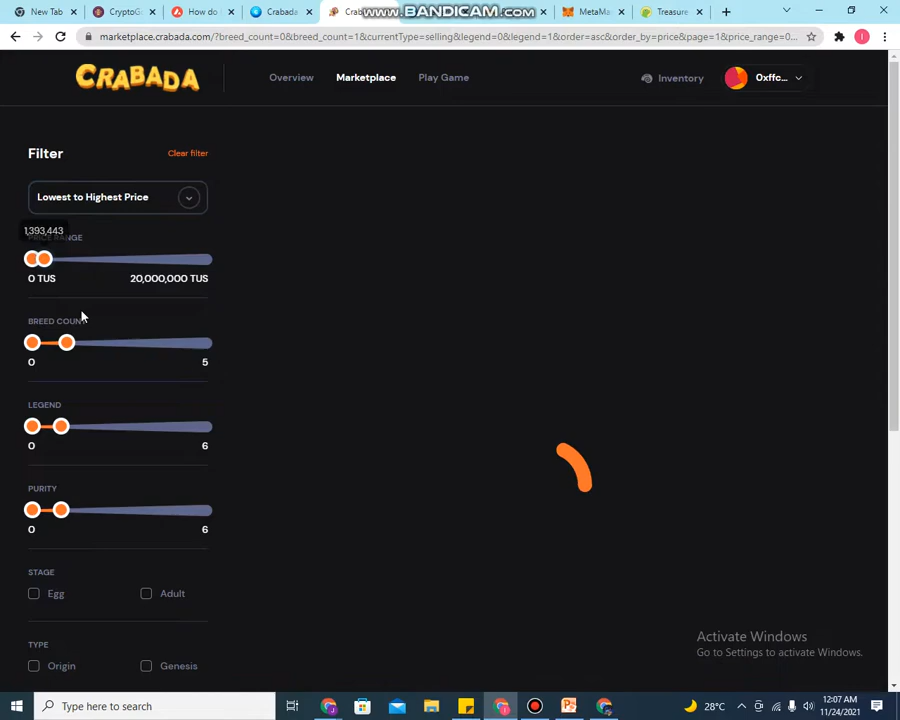 New Tab
CryptoG
How do
Crabada
Crab
WWW.BANDICAM.COM
MetaMa
Treasure
marketplace.crabada.com/?breed_count=0&breed_count=1&currentType=selling&legend=0&legend=1&order=asc&order_by=price&page=1&price_range=0...
CRABADA
Overview
Marketplace
Play Game
Inventory
0xffc...
Filter
Clear filter
Lowest to Highest Price
1,393,443
PRICE RANGE
0 TUS
20,000,000 TUS
BREED COUNT
0
5
LEGEND
0
6
PURITY
0
6
STAGE
Egg
Adult
TYPE
Origin
Genesis
Activate Windows
Go to Settings to activate Windows.
Type here to search
28°C
12:07 AM
11/24/2021